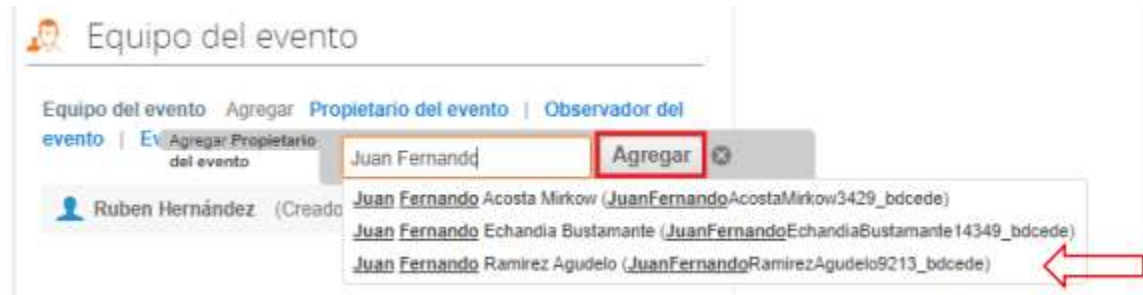 Equipo del evento
Equipo del evento Agregar Propietario del evento | Observador del
evento | Ev
Agregar Propietario
del evento
Juan Fernando
Agregar
Juan Fernando Acosta Mirkow (JuanFernandoAcostaMirkow3429_bdcede)
Juan Fernando Echandia Bustamante (JuanFernandoEchandiaBustamante14349_bdcede)
Juan Fernando Ramirez Agudelo (JuanFernandoRamirezAgudelo9213_bdcede)
Ruben Hernández (Creado